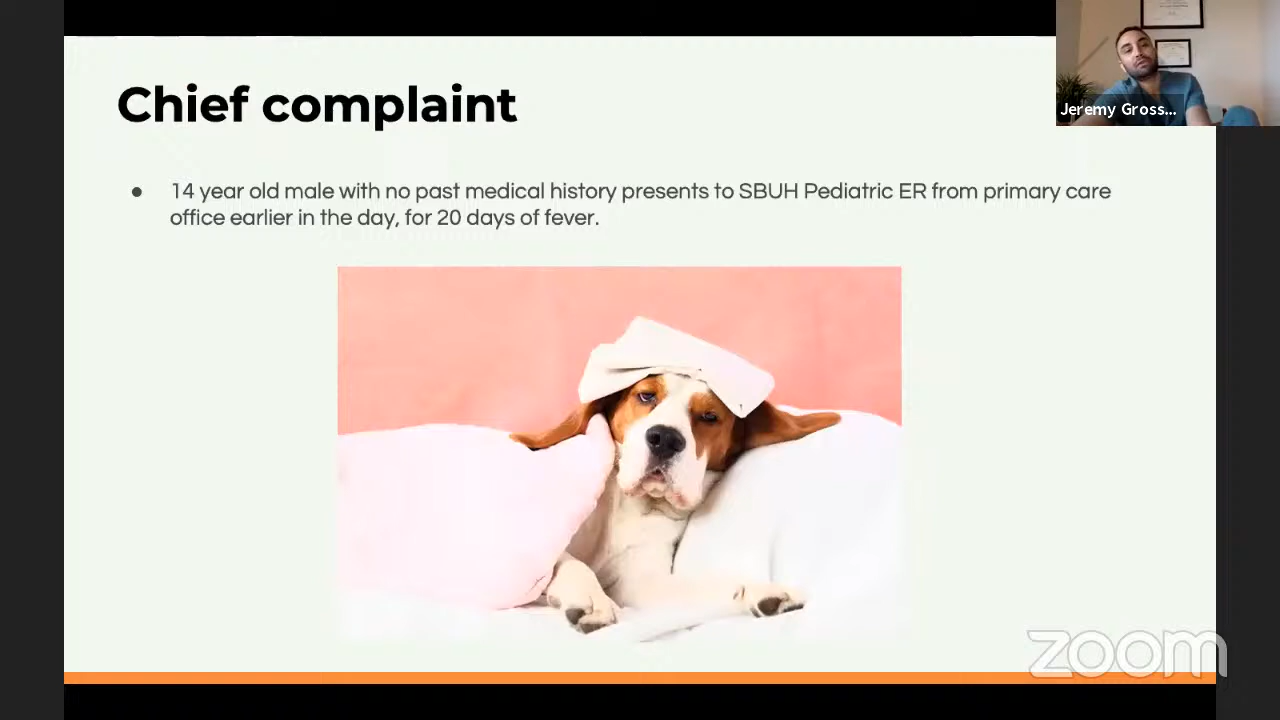 Chief complaint
Jeremy Gross...
● 14 year old male with no past medical history presents to SBUH Pediatric ER from primary care
office earlier in the day, for 20 days of fever.
zoom